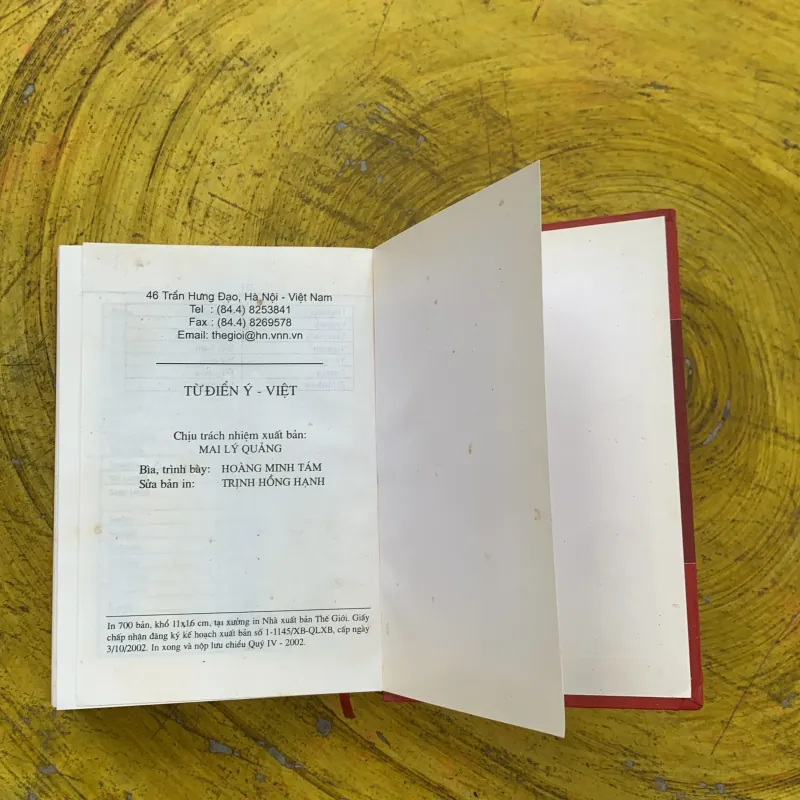 46 Trần Hưng Đạo, Hà Nội - Việt Nam
Tel : (84.4) 8253841
Fax : (84.4) 8269578
Email: thegioi@hn.vnn.vn
TỪ ĐIỂN Ý - VIỆT
Chịu trách nhiệm xuất bản:
MAI LÝ QUẢNG
Bìa, trình bày: HOÀNG MINH TÁM
Sửa bản in: TRỊNH HỒNG HẠNH
In 700 bản, khổ 11x16 cm, tại xưởng in Nhà xuất bản Thế Giới. Giấy
chấp nhận đăng ký kế hoạch xuất bản số 1-1145/XB-QLXB, cấp ngày
3/10/2002. In xong và nộp lưu chiểu Quý IV - 2002.